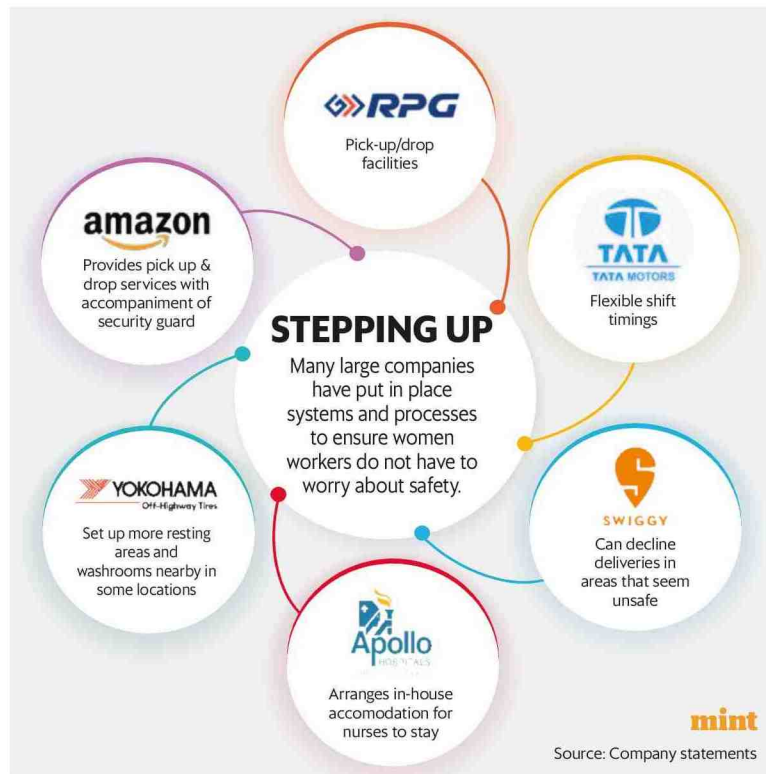 RPG
Pick-up/drop
facilities
amazon
Provides pick up &
drop services with
accompaniment of
security guard
TATA
TATA MOTORS
Flexible shift
timings
STEPPING UP
Many large companies
have put in place
systems and processes
to ensure women
workers do not have to
worry about safety.
YOKOHAMA
Off-Highway Tires
Set up more resting
areas and
washrooms nearby in
some locations
SWIGGY
Can decline
deliveries in
areas that seem
unsafe
Apollo
HOSPITALS
Arranges in-house
accomodation for
nurses to stay
mint
Source: Company statements